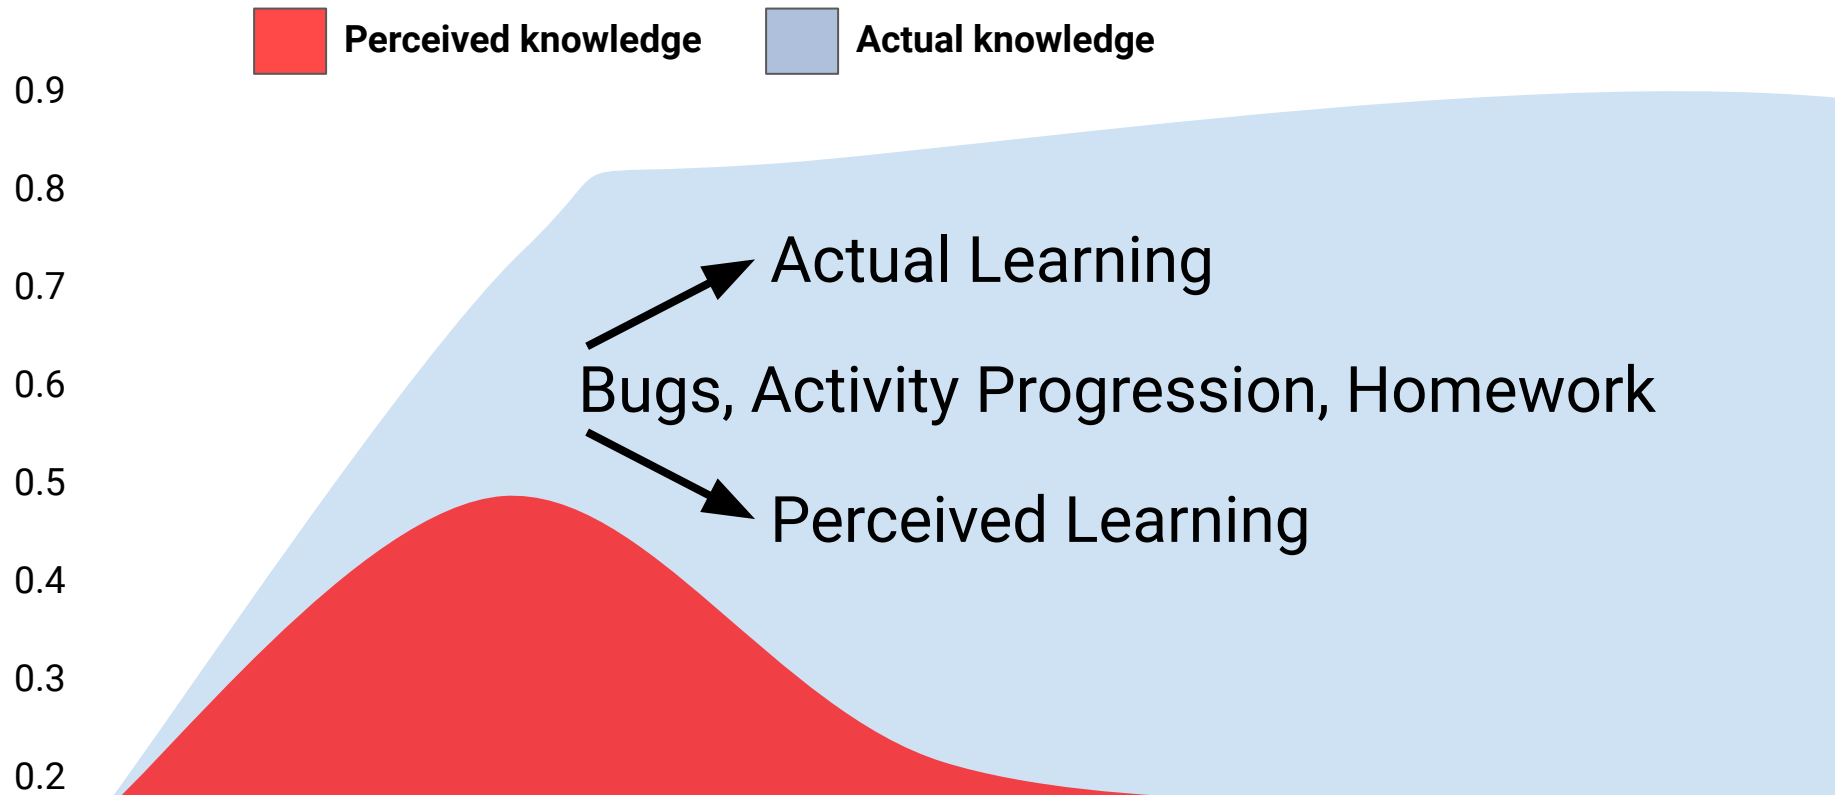 Perceived knowledge Actual knowledge
0.9
0.8
0.7
0.6
0.5
0.4
0.3
0.2
Actual Learning
Bugs, Activity Progression, Homework
Perceived Learning